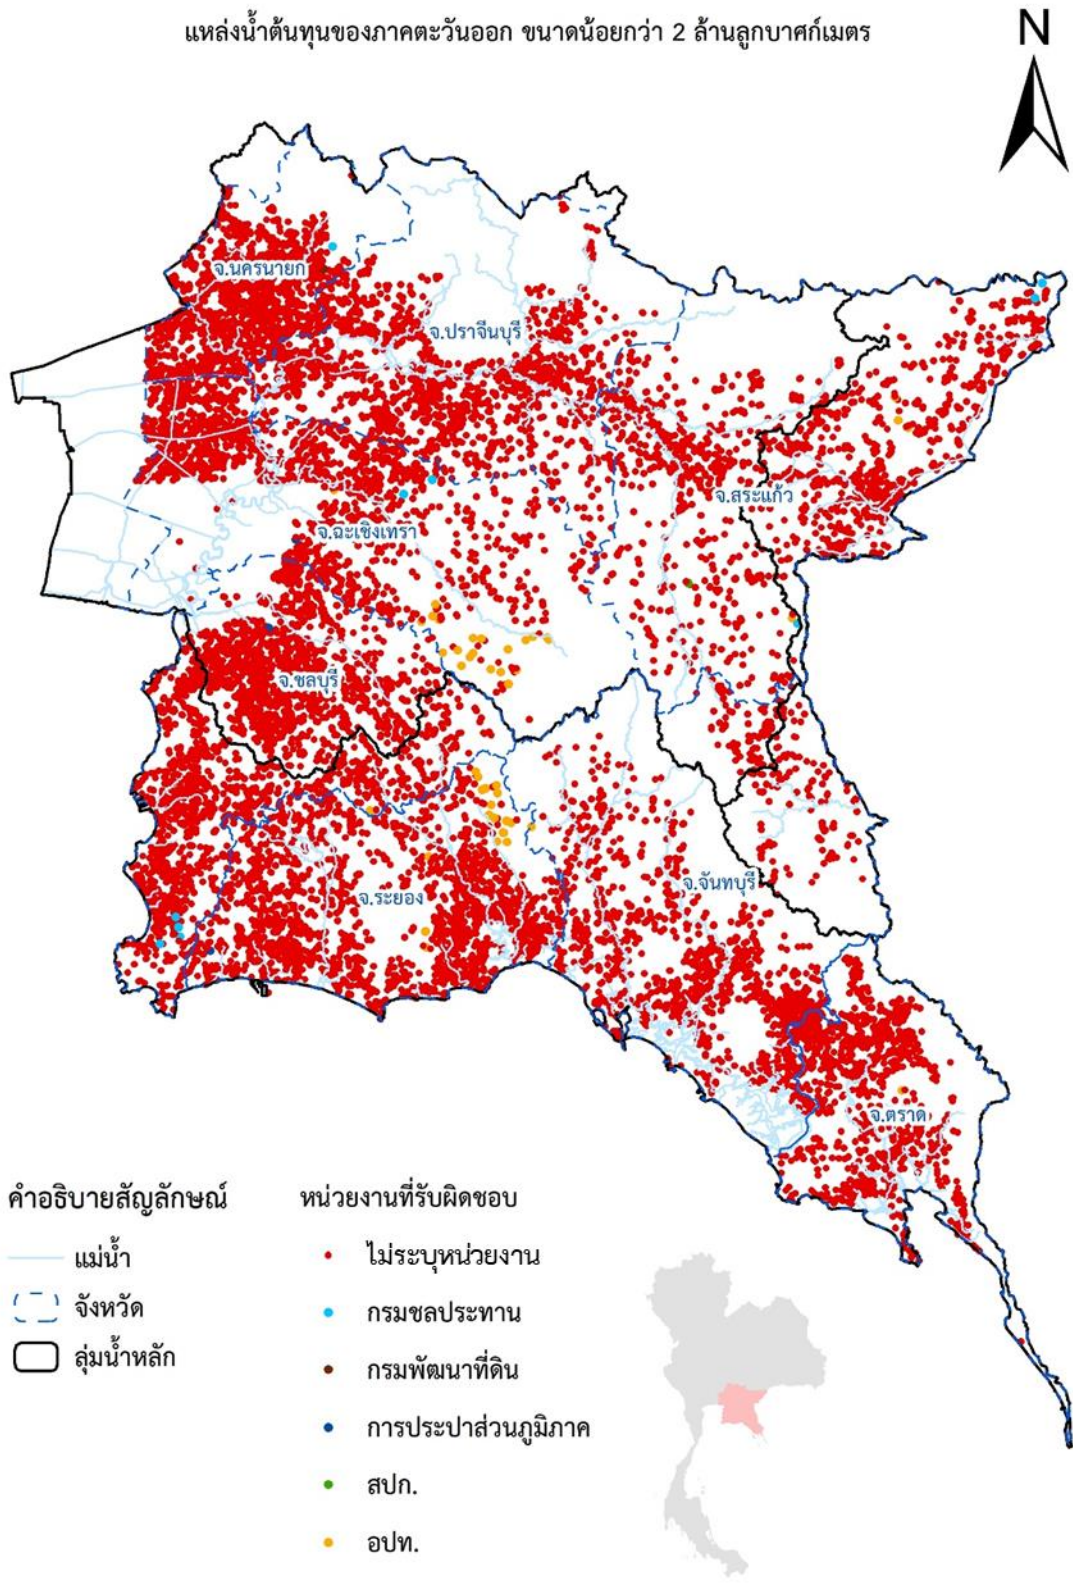 แหล่งน้ำต้นทุนของภาคตะวันออก ขนาดน้อยกว่า 2 ล้านลูกบาศก์เมตร
N
จ.นครนายก
จ.ปราจีนบุรี
จ.สระแก้ว
จ.ฉะเชิงเทรา
จ.ชลบุรี
จ.จันทบุรี
จ.ระยอง
จ.ตราด
คำอธิบายสัญลักษณ์
แม่น้ำ
จังหวัด
ลุ่มน้ำหลัก
หน่วยงานที่รับผิดชอบ
ไม่ระบุหน่วยงาน
กรมชลประทาน
กรมพัฒนาที่ดิน
การประปาส่วนภูมิภาค
สปก.
อปท.